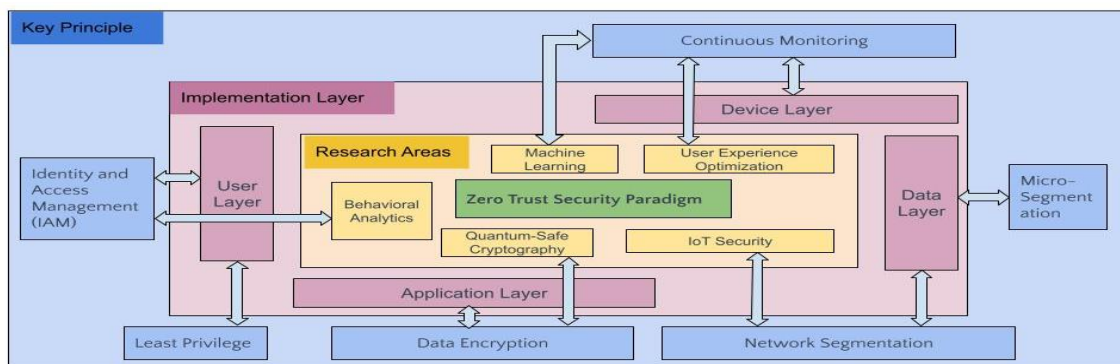 Key Principle
Continuous Monitoring
Implementation Layer
Device Layer
Research Areas
Machine
Learning
User Experience
Optimization
Identity and
Access
Management
(IAM)
User
Layer
Behavioral
Analytics
Zero Trust Security Paradigm
Data
Layer
Micro-
Segment
ation
Quantum-Safe
Cryptography
IoT Security
Application Layer
Least Privilege
Data Encryption
Network Segmentation